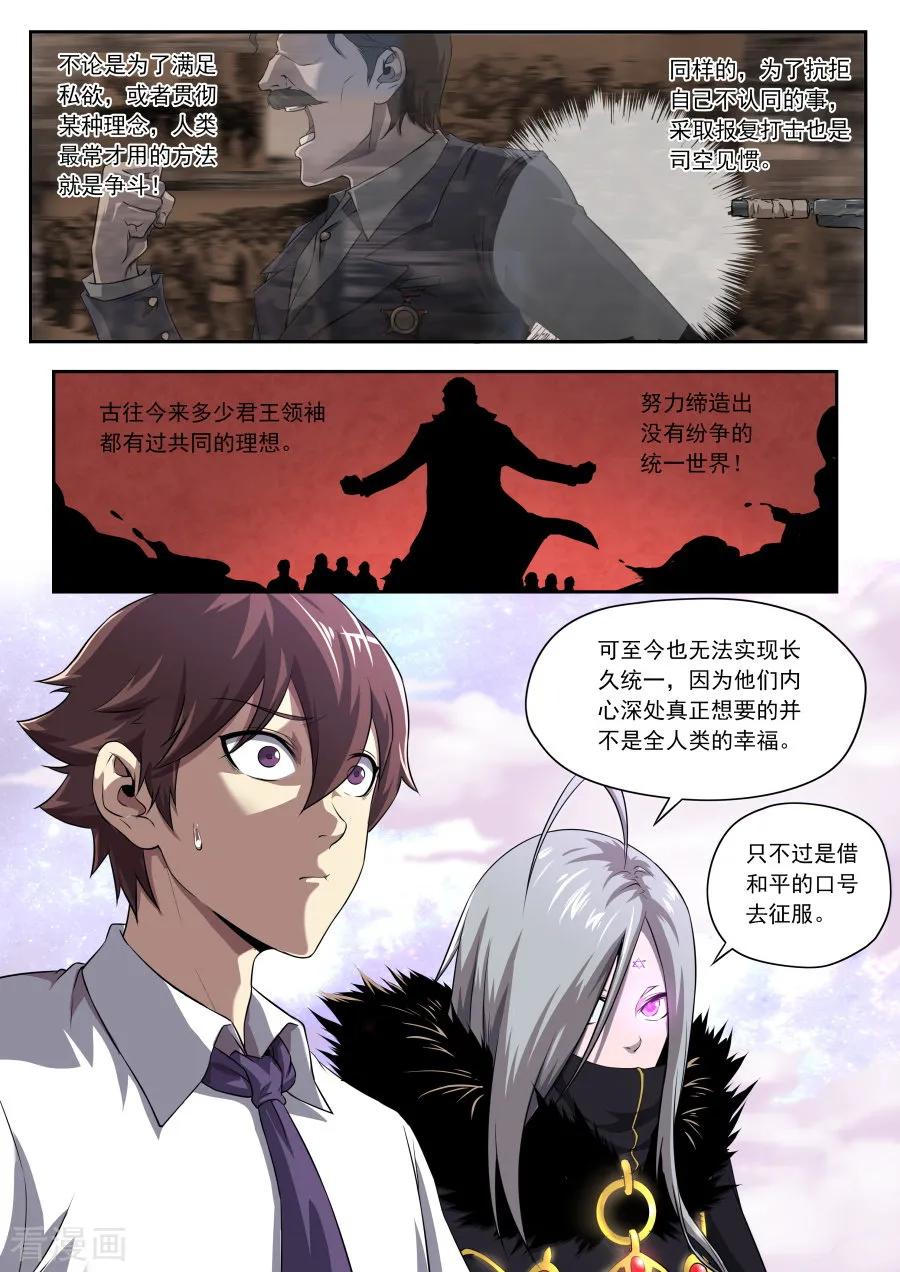 不论是为了满足
私欲，或者贯彻
某种理念，人类
最常才用的方法
就是争斗！
同样的，为了抗拒
自己不认同的事，
采取报复打击也是
司空见惯。
古往今来多少君王领袖
都有过共同的理想。
努力缔造出
没有纷争的
统一世界！
可至今也无法实现长
久统一，因为他们内
心深处真正想要的并
不是全人类的幸福。
只不过是借
和平的口号
去征服。
看漫画